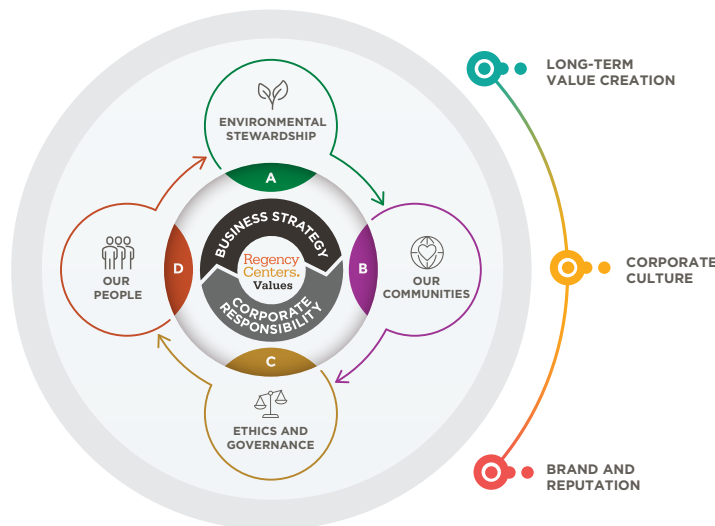 ENVIRONMENTAL
STEWARDSHIP
A
LONG-TERM
VALUE CREATION
BUSINESS STRATEGY
D
OUR
PEOPLE
Regency
Centers.
Values
B
OUR
COMMUNITIES
CORPORATE
CULTURE
CORPORATE
RESPONSIBILITY
C
ETHICS AND
GOVERNANCE
BRAND AND
REPUTATION